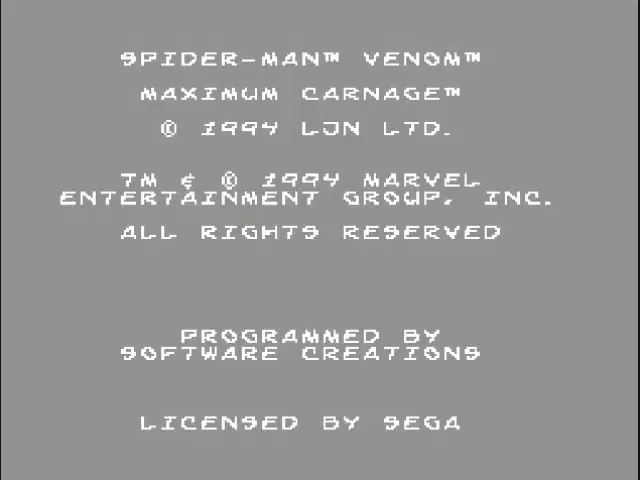 SPIDER-MAN™ VENOM™
MAXIMUM CARNAGE™
© 1994 LJN LTD.
TM & © 1994 MARVEL
ENTERTAINMENT GROUP, INC.
ALL RIGHTS RESERVED
PROGRAMMED BY
SOFTWARE CREATIONS
LICENSED BY SEGA